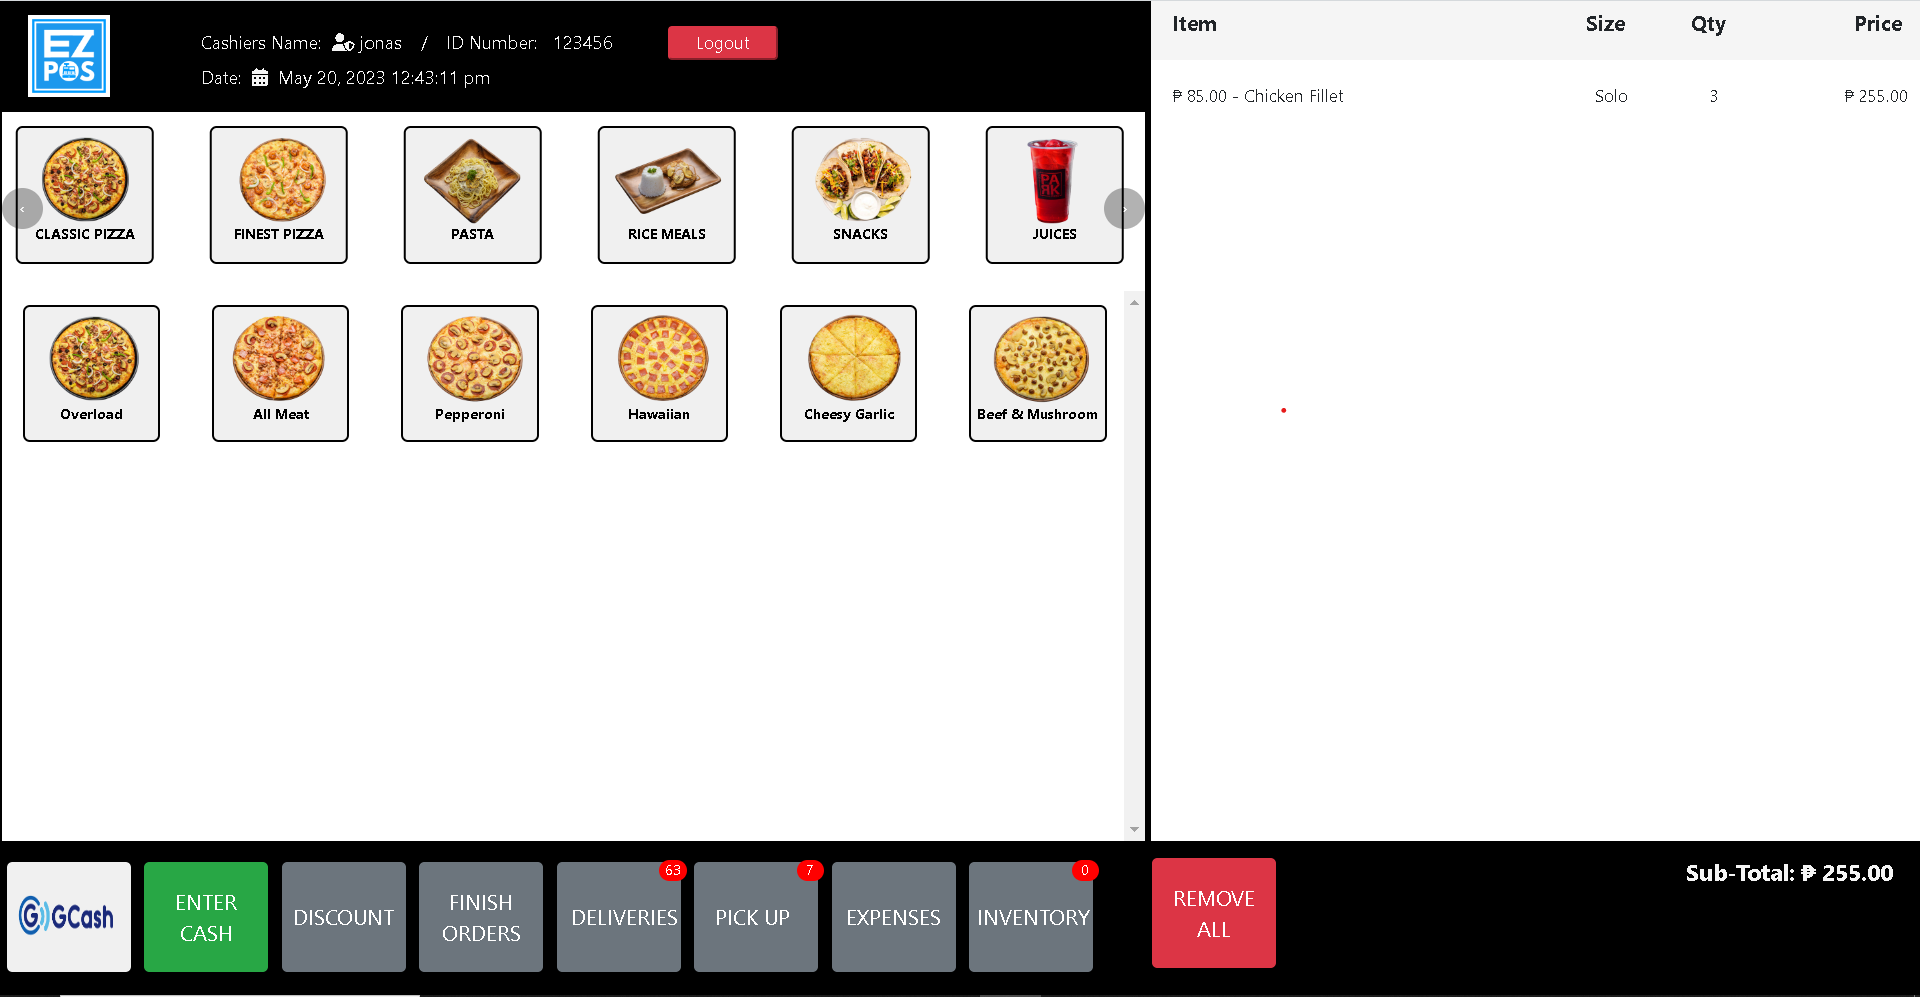 EZ
POS
Cashiers Name: jonas / ID Number: 123456
Logout
Date: May 20, 2023 12:43:11 pm
‹
CLASSIC PIZZA
FINEST PIZZA
PASTA
RICE MEALS
SNACKS
PA
RK
JUICES
›
Overload
All Meat
Pepperoni
Hawaiian
Cheesy Garlic
Beef & Mushroom
Item Size Qty Price
₱ 85.00 - Chicken Fillet Solo 3 ₱ 255.00
GCash
ENTER
CASH
DISCOUNT
FINISH
ORDERS
63
DELIVERIES
7
PICK UP
EXPENSES
0
INVENTORY
REMOVE
ALL
Sub-Total: ₱ 255.00